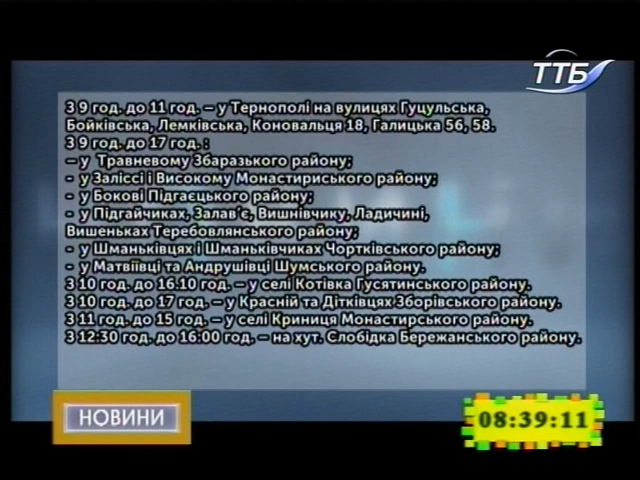 ТТБ
З 9 год. до 11 год. – у Тернополі на вулицях Гуцульська,
Бойківська, Лемківська, Коновальця 18, Галицька 56, 58.
З 9 год. до 17 год. :
– у Травневому Збаразького району;
- у Заліссі і Високому Монастириського району;
- у Бокові Підгаєцького району;
- у Підгайчиках, Залав'є, Вишнівчику, Ладичині,
Вишеньках Теребовлянського району;
- у Шманьківцях і Шманьківчиках Чортківського району;
- у Матвіївці та Андрушівці Шумського району.
З 10 год. до 16.10 год. – у селі Котівка Гусятинського району.
З 10 год. до 17 год. – у Красній та Дітківцях Зборівського району.
З 11 год. до 15 год. – у селі Криниця Монастирського району.
З 12:30 год. до 16:00 год. – на хут. Слобідка Бережанського району.
НОВИНИ
08:39:11